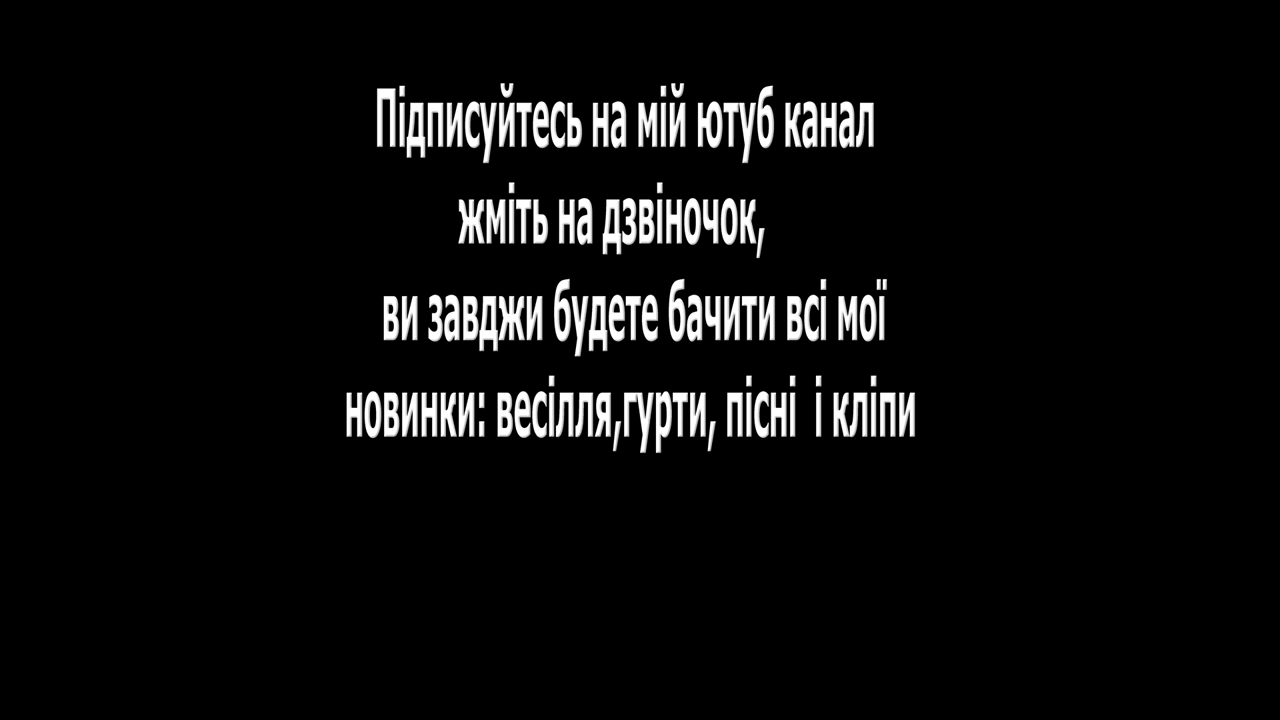 Підписуйтесь на мій ютуб канал
жміть на дзвіночок,
ви завджи будете бачити всі мої
новинки: весілля,гурти, пісні і кліпи